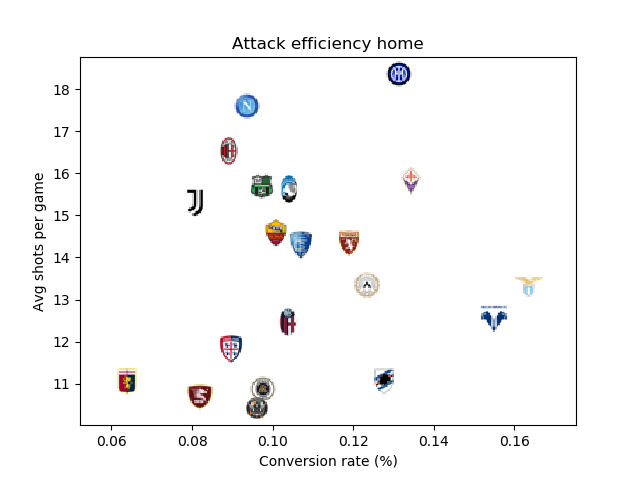 Attack efficiency home
Avg shots per game
18
17
16
15
14
13
12
11
0.06 0.08 0.10 0.12 0.14 0.16
Conversion rate (%)